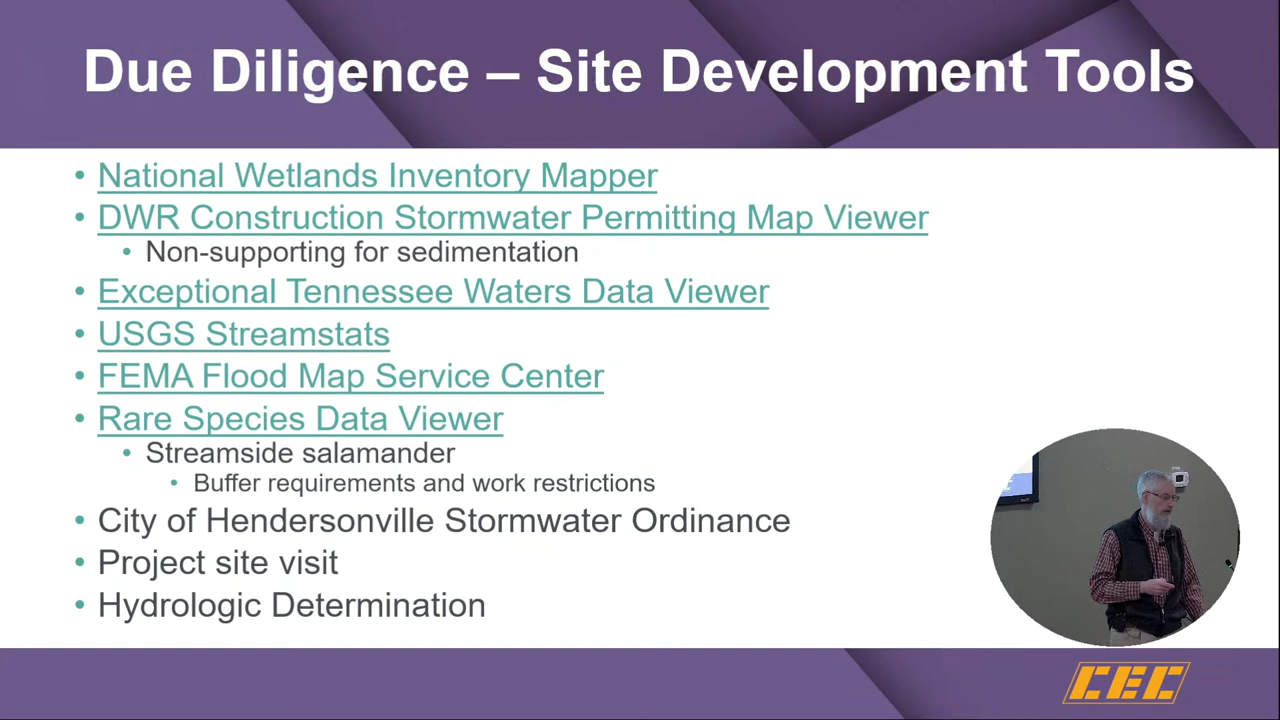 Due Diligence – Site Development Tools
• National Wetlands Inventory Mapper
• DWR Construction Stormwater Permitting Map Viewer
• Non-supporting for sedimentation
• Exceptional Tennessee Waters Data Viewer
• USGS Streamstats
• FEMA Flood Map Service Center
• Rare Species Data Viewer
• Streamside salamander
• Buffer requirements and work restrictions
• City of Hendersonville Stormwater Ordinance
• Project site visit
• Hydrologic Determination
CEC